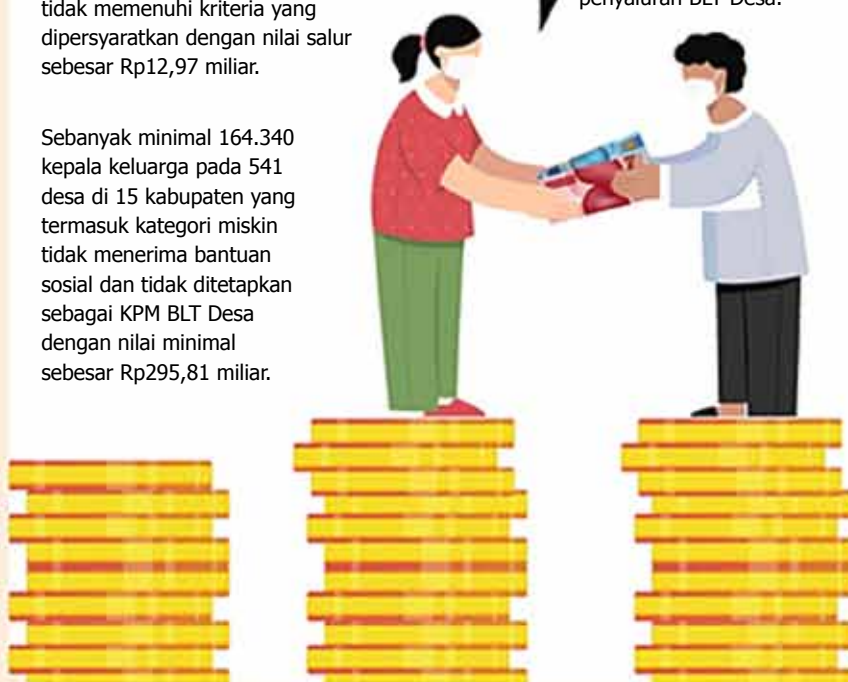 tidak memenuhi kriteria yang
dipersyaratkan dengan nilai salur
sebesar Rp12,97 miliar.
Sebanyak minimal 164.340
kepala keluarga pada 541
desa di 15 kabupaten yang
termasuk kategori miskin
tidak menerima bantuan
sosial dan tidak ditetapkan
sebagai KPM BLT Desa
dengan nilai minimal
sebesar Rp295,81 miliar.
penyaluran BLT Desa.